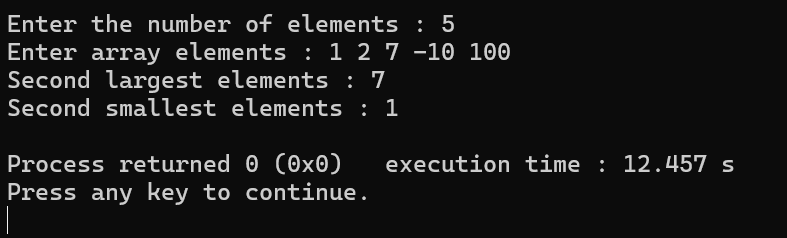 Enter the number of elements : 5
Enter array elements : 1 2 7 -10 100
Second largest elements : 7
Second smallest elements : 1
Process returned 0 (0x0)   execution time : 12.457 s
Press any key to continue.